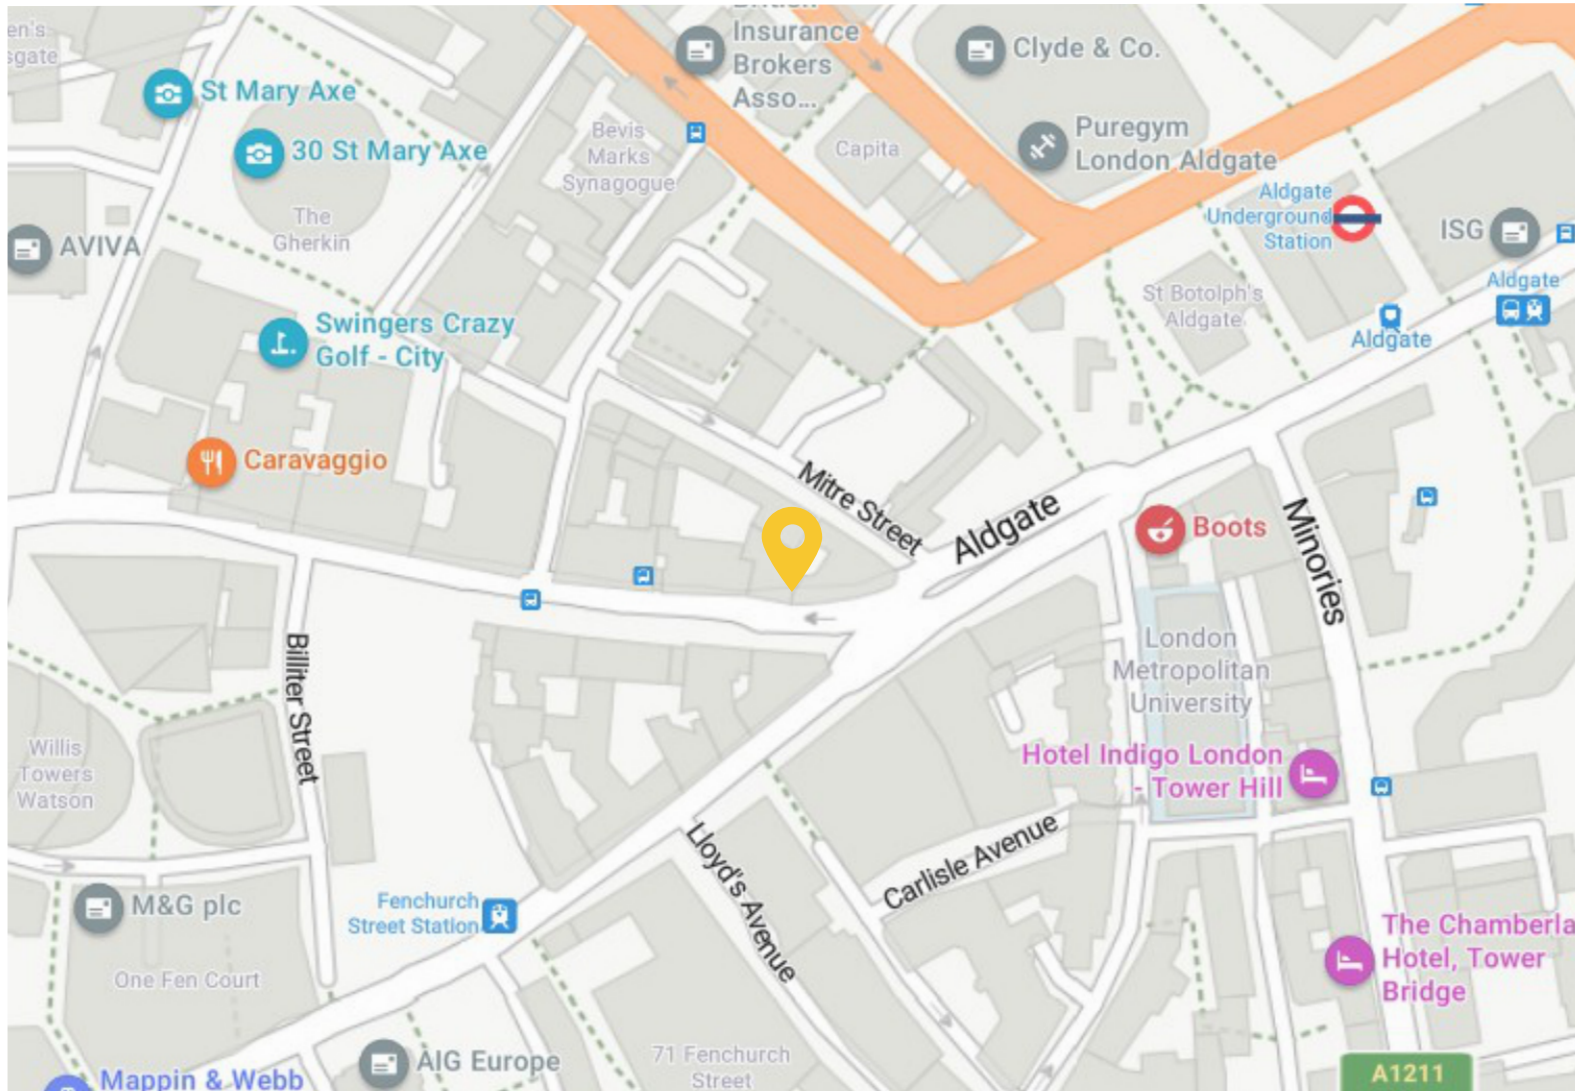 en's
sgate
St Mary Axe
30 St Mary Axe
The
Gherkin
AVIVA
Bevis
Marks
Synagogue
British
Insurance
Brokers
Asso...
Clyde & Co.
Capita
Puregym
London Aldgate
Aldgate
Underground
Station
ISG
Aldgate
St Botolph's
Aldgate
Aldgate
Swingers Crazy
Golf - City
Caravaggio
Mitre Street
Aldgate
Boots
Minories
Billiter Street
London
Metropolitan
University
Willis
Towers
Watson
Hotel Indigo London
- Tower Hill
Lloyd's Avenue
Carlisle Avenue
M&G plc
Fenchurch
Street Station
One Fen Court
The Chamberla
Hotel, Tower
Bridge
AIG Europe
71 Fenchurch
Street
Mappin & Webb
A1211